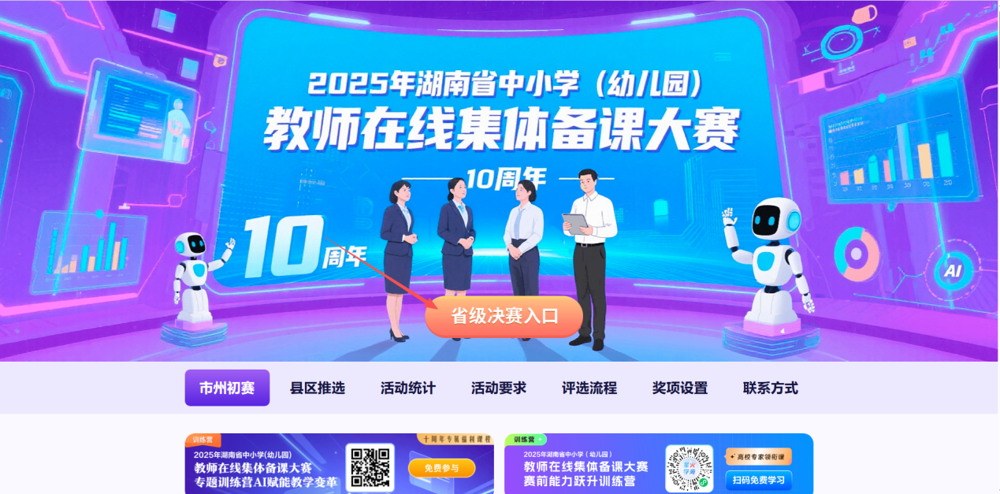 2025年湖南省中小学（幼儿园）
教师在线集体备课大赛
10周年
10周年
AI
省级决赛入口
市州初赛
县区推选
活动统计
活动要求
评选流程
奖项设置
联系方式
训练营
十周年专属福利课程
2025年湖南省中小学(幼儿园)
教师在线集体备课大赛
专题训练营AI赋能教学变革
免费参与
训练营
2025年湖南省中小学（幼儿园）
教师在线集体备课大赛
赛前能力跃升训练营
星火
学苑
高校专家领衔课
扫码免费学习